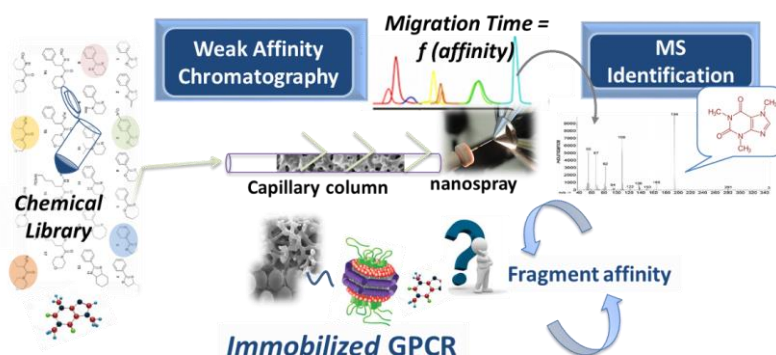 Weak Affinity
Chromatography
Migration Time =
f (affinity)
MS
Identification
Chemical
Library
Capillary column
nanospray
Fragment affinity
Immobilized GPCR